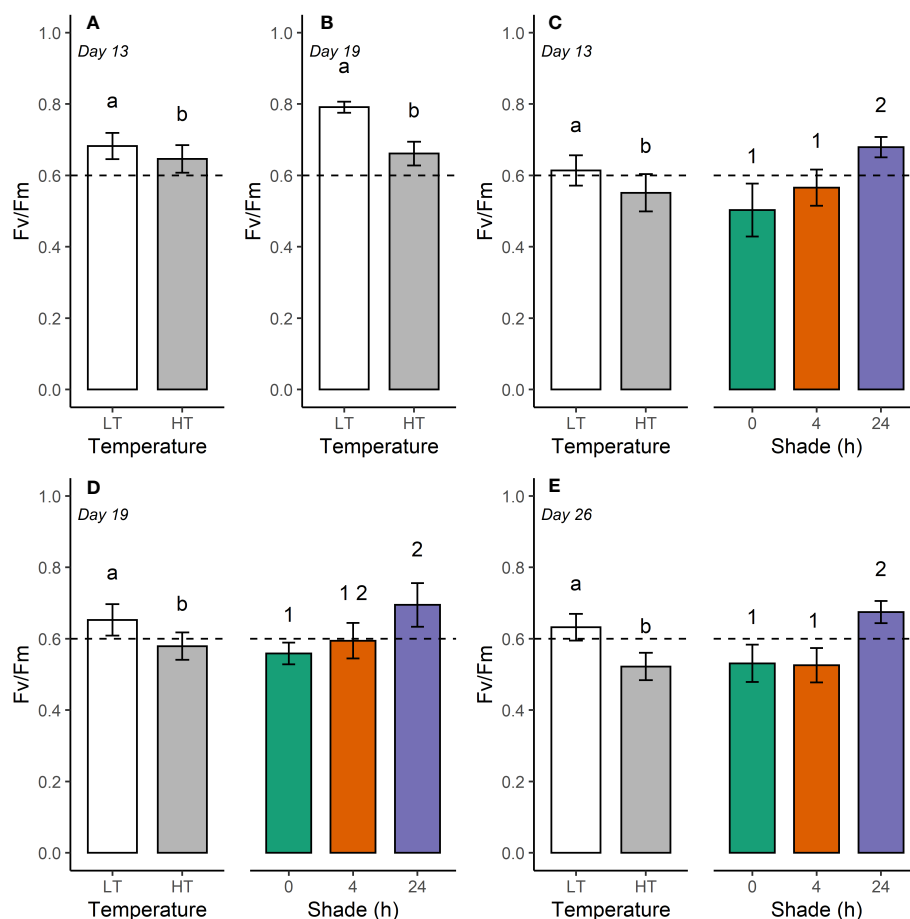 A
Day 13
1.0
0.8
0.6
0.4
0.2
0.0
Fv/Fm
a
b
LT
HT
Temperature
B
Day 19
1.0
0.8
0.6
0.4
0.2
0.0
Fv/Fm
a
b
LT
HT
Temperature
C
Day 13
1.0
0.8
0.6
0.4
0.2
0.0
Fv/Fm
a
b
LT
HT
Temperature
1
1
2
0
4
24
Shade (h)
D
Day 19
1.0
0.8
0.6
0.4
0.2
0.0
Fv/Fm
a
b
LT
HT
Temperature
1
1 2
2
0
4
24
Shade (h)
E
Day 26
1.0
0.8
0.6
0.4
0.2
0.0
Fv/Fm
a
b
LT
HT
Temperature
1
1
2
0
4
24
Shade (h)